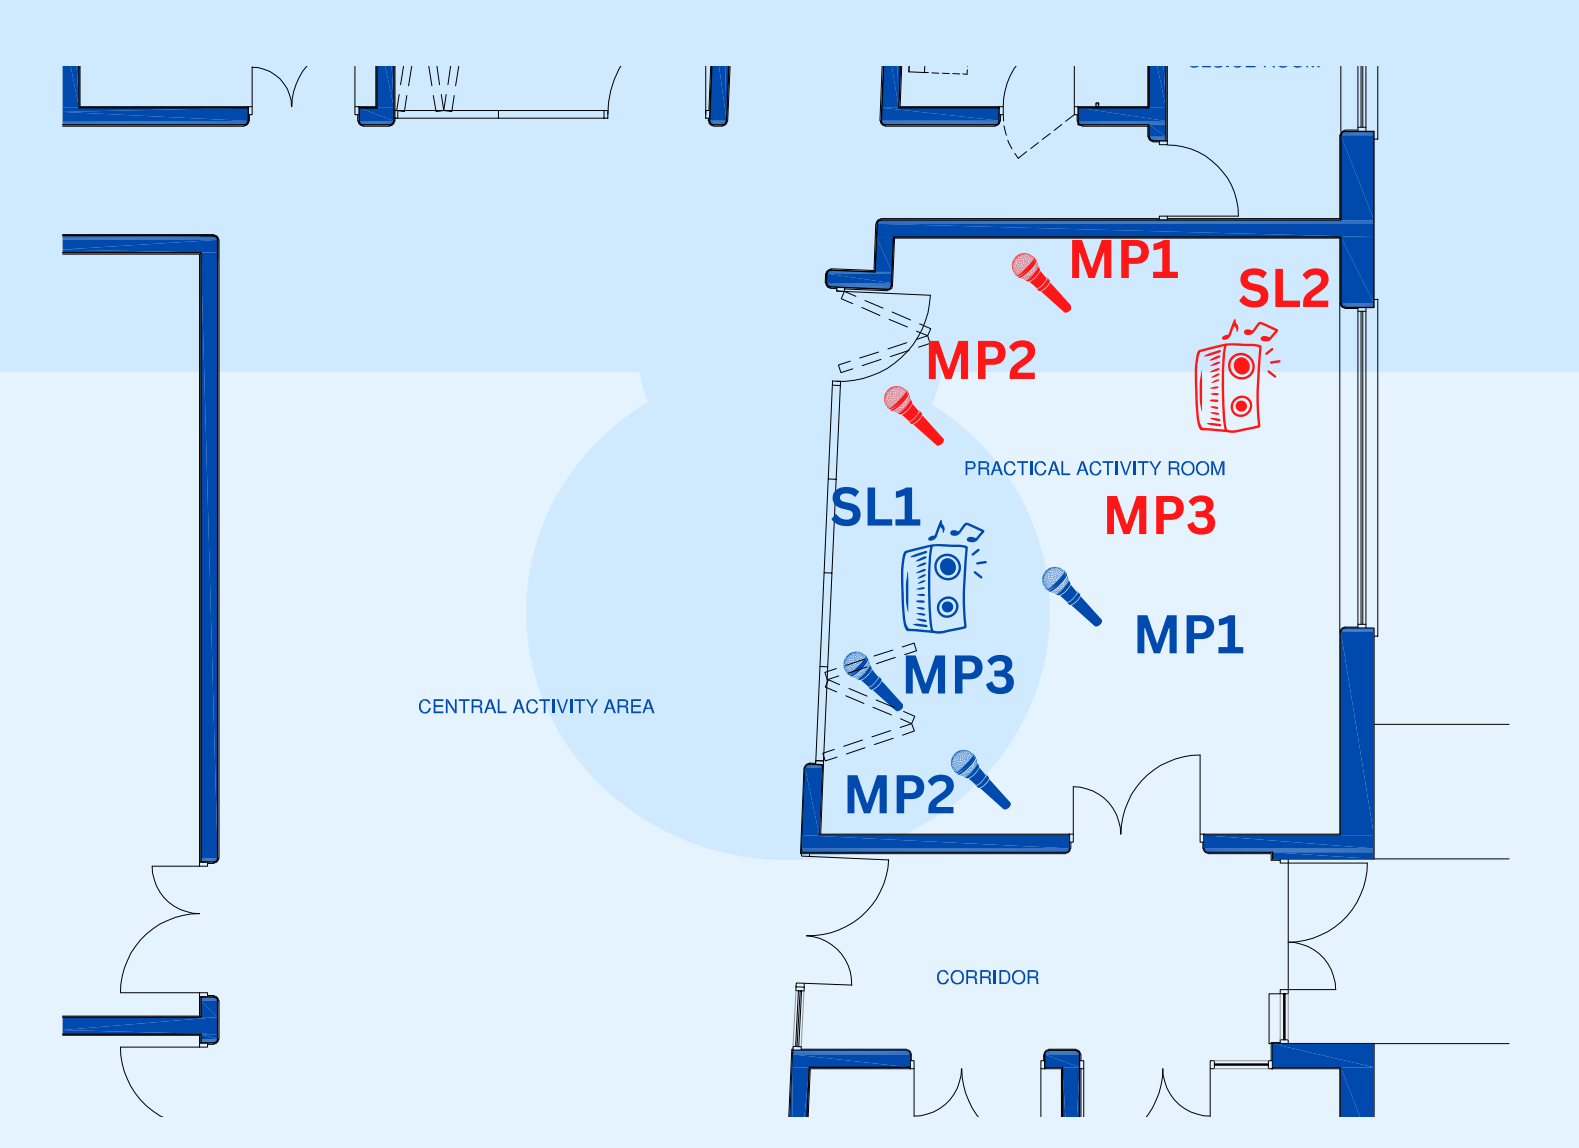 MP1
SL2
MP2
PRACTICAL ACTIVITY ROOM
SL1
MP3
MP1
MP3
CENTRAL ACTIVITY AREA
MP2
CORRIDOR